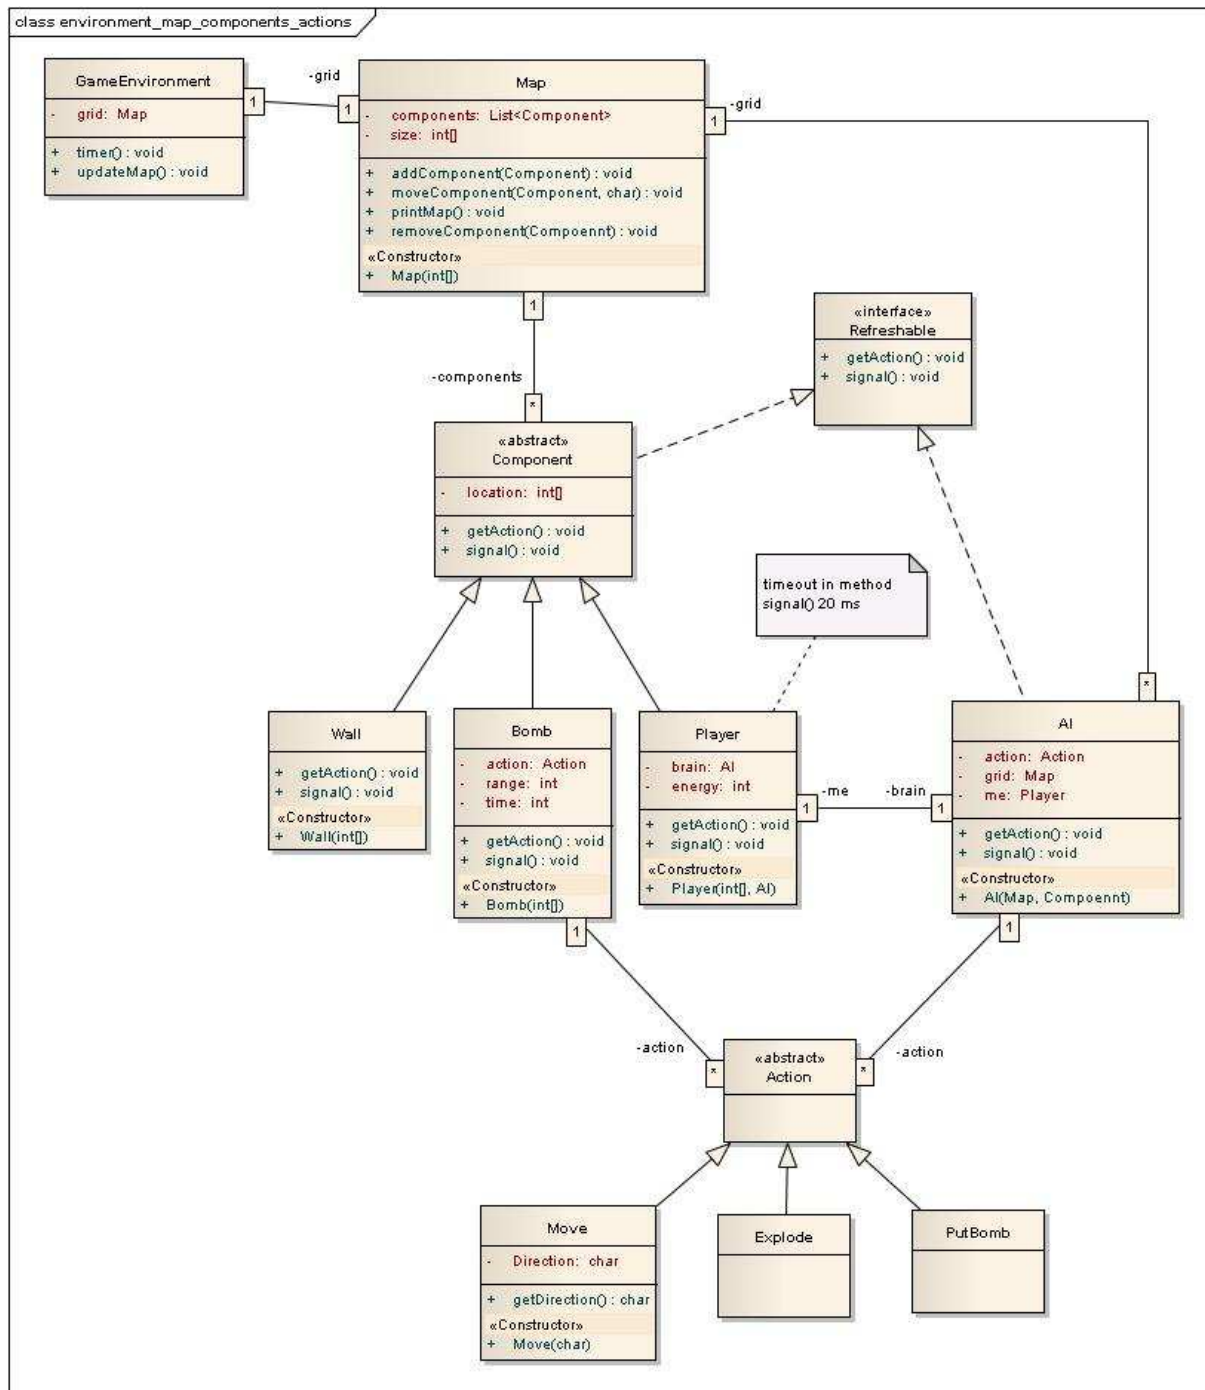 class environment_map_components_actions
GameEnvironment
- grid: Map
+ timer() : void
+ updateMap() : void
1
-grid
1
Map
- components: List<Component>
- size: int[]
+ addComponent(Component) : void
+ moveComponent(Component, char) : void
+ printMap() : void
+ removeComponent(Compoennt) : void
«Constructor»
+ Map(int[])
1
-grid
1
-components
*
«interface»
Refreshable
+ getAction() : void
+ signal() : void
«abstract»
Component
- location: int[]
+ getAction() : void
+ signal() : void
timeout in method
signal() 20 ms
*
Wall
+ getAction() : void
+ signal() : void
«Constructor»
+ Wall(int[])
Bomb
- action: Action
- range: int
- time: int
+ getAction() : void
+ signal() : void
«Constructor»
+ Bomb(int[])
1
Player
- brain: AI
- energy: int
+ getAction() : void
+ signal() : void
«Constructor»
+ Player(int[], AI)
1
-me
-brain
1
AI
- action: Action
- grid: Map
- me: Player
+ getAction() : void
+ signal() : void
«Constructor»
+ AI(Map, Compoennt)
1
-action
*
-action
*
«abstract»
Action
Move
- Direction: char
+ getDirection() : char
«Constructor»
+ Move(char)
Explode
PutBomb